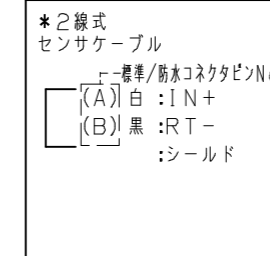 *2線式
センサケーブル
標準/防水コネクタピンN
(A) 白 :IN+
(B) 黒 :RT-
:シールド